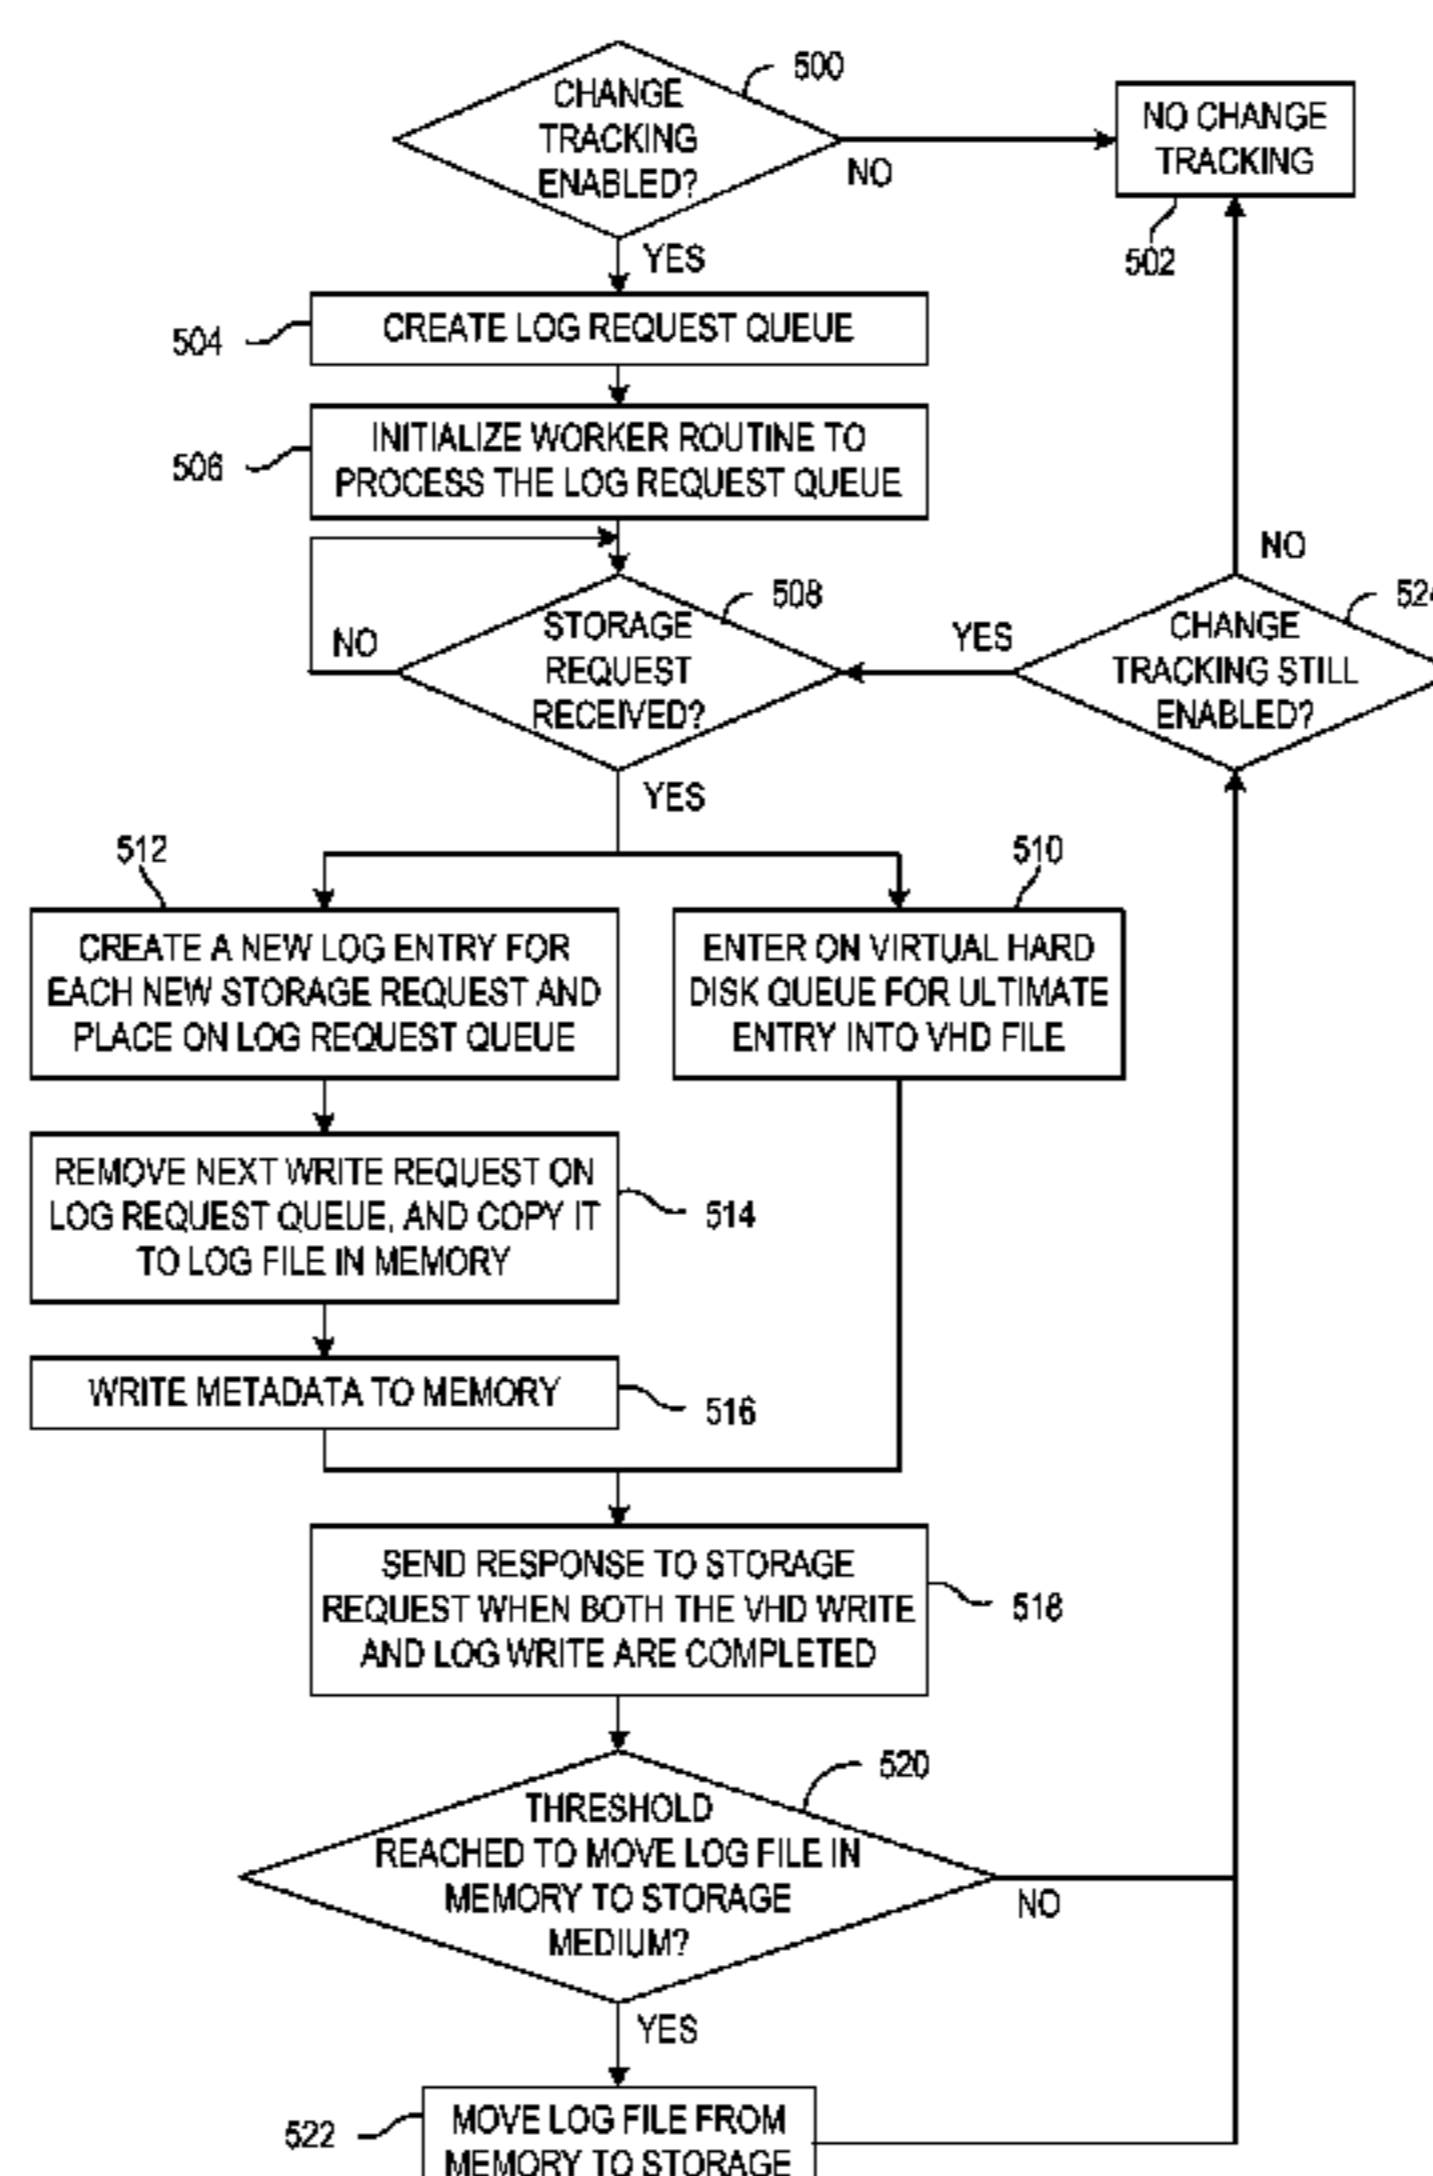 CHANGE
TRACKING
ENABLED?
500
NO
NO CHANGE
TRACKING
502
YES
504
CREATE LOG REQUEST QUEUE
506
INITIALIZE WORKER ROUTINE TO
PROCESS THE LOG REQUEST QUEUE
NO
STORAGE
REQUEST
RECEIVED?
508
YES
NO
CHANGE
TRACKING STILL
ENABLED?
YES
512
510
CREATE A NEW LOG ENTRY FOR
EACH NEW STORAGE REQUEST AND
PLACE ON LOG REQUEST QUEUE
ENTER ON VIRTUAL HARD
DISK QUEUE FOR ULTIMATE
ENTRY INTO VHD FILE
REMOVE NEXT WRITE REQUEST ON
LOG REQUEST QUEUE, AND COPY IT
TO LOG FILE IN MEMORY
514
WRITE METADATA TO MEMORY
516
SEND RESPONSE TO STORAGE
REQUEST WHEN BOTH THE VHD WRITE
AND LOG WRITE ARE COMPLETED
518
THRESHOLD
REACHED TO MOVE LOG FILE IN
MEMORY TO STORAGE
MEDIUM?
520
NO
YES
522
MOVE LOG FILE FROM
MEMORY TO STORAGE